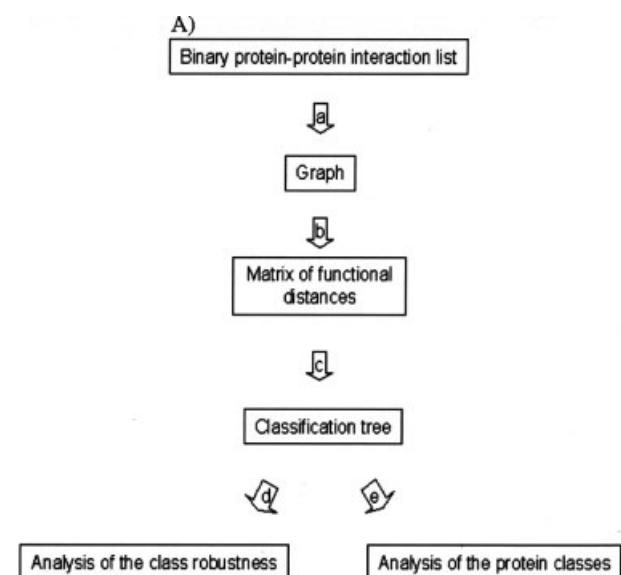 A)
Binary protein-protein interaction list
a
Graph
b
Matrix of functional
distances
c
Classification tree
d
e
Analysis of the class robustness
Analysis of the protein classes